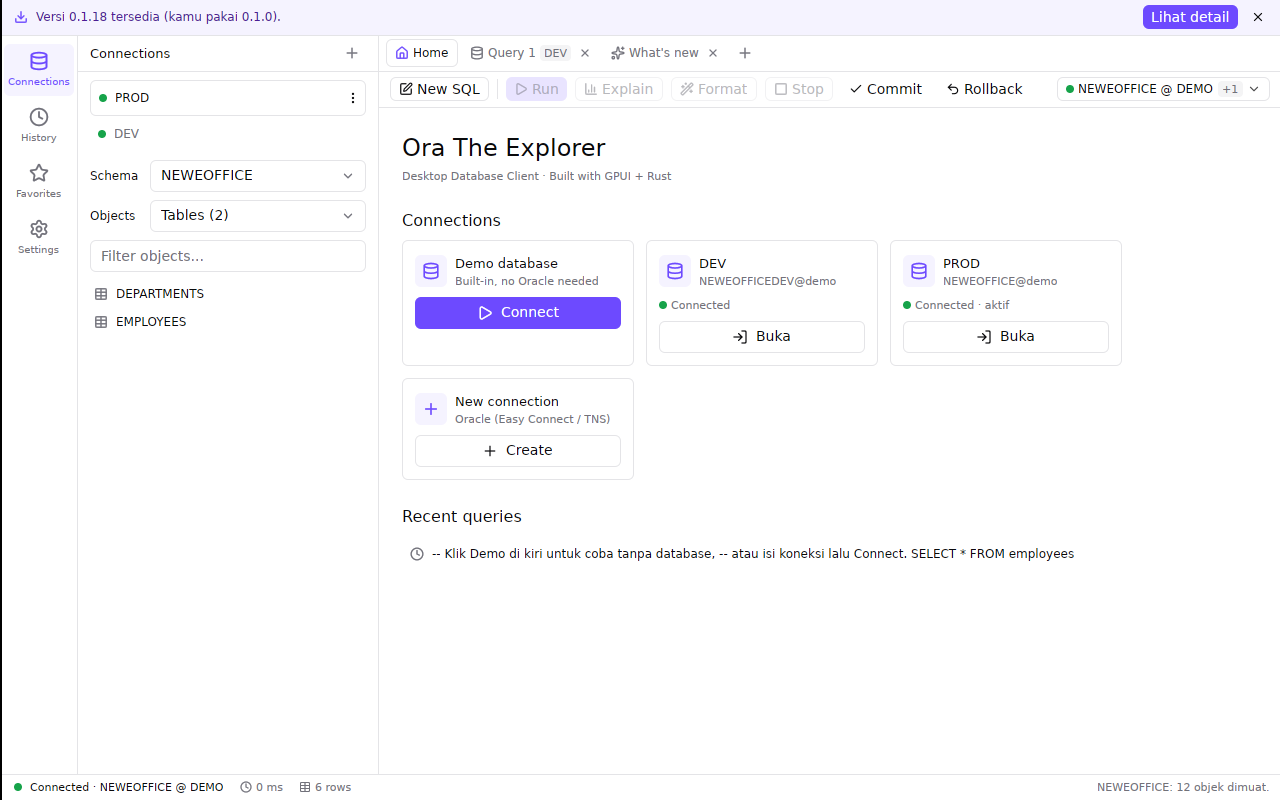 Versi 0.1.18 tersedia (kamu pakai 0.1.0).
Lihat detail
Connections
History
Favorites
Settings
Connections
PROD
DEV
Schema
NEWEOFFICE
Objects
Tables (2)
Filter objects...
DEPARTMENTS
EMPLOYEES
Home
Query 1 DEV
What's new
New SQL
Run
Explain
Format
Stop
Commit
Rollback
NEWEOFFICE @ DEMO +1
Ora The Explorer
Desktop Database Client · Built with GPUI + Rust
Connections
Demo database
Built-in, no Oracle needed
Connect
DEV
NEWEOFFICEDEV@demo
Connected
Buka
PROD
NEWEOFFICE@demo
Connected · aktif
Buka
New connection
Oracle (Easy Connect / TNS)
Create
Recent queries
-- Klik Demo di kiri untuk coba tanpa database, -- atau isi koneksi lalu Connect. SELECT * FROM employees
Connected · NEWEOFFICE @ DEMO
0 ms
6 rows
NEWEOFFICE: 12 objek dimuat.